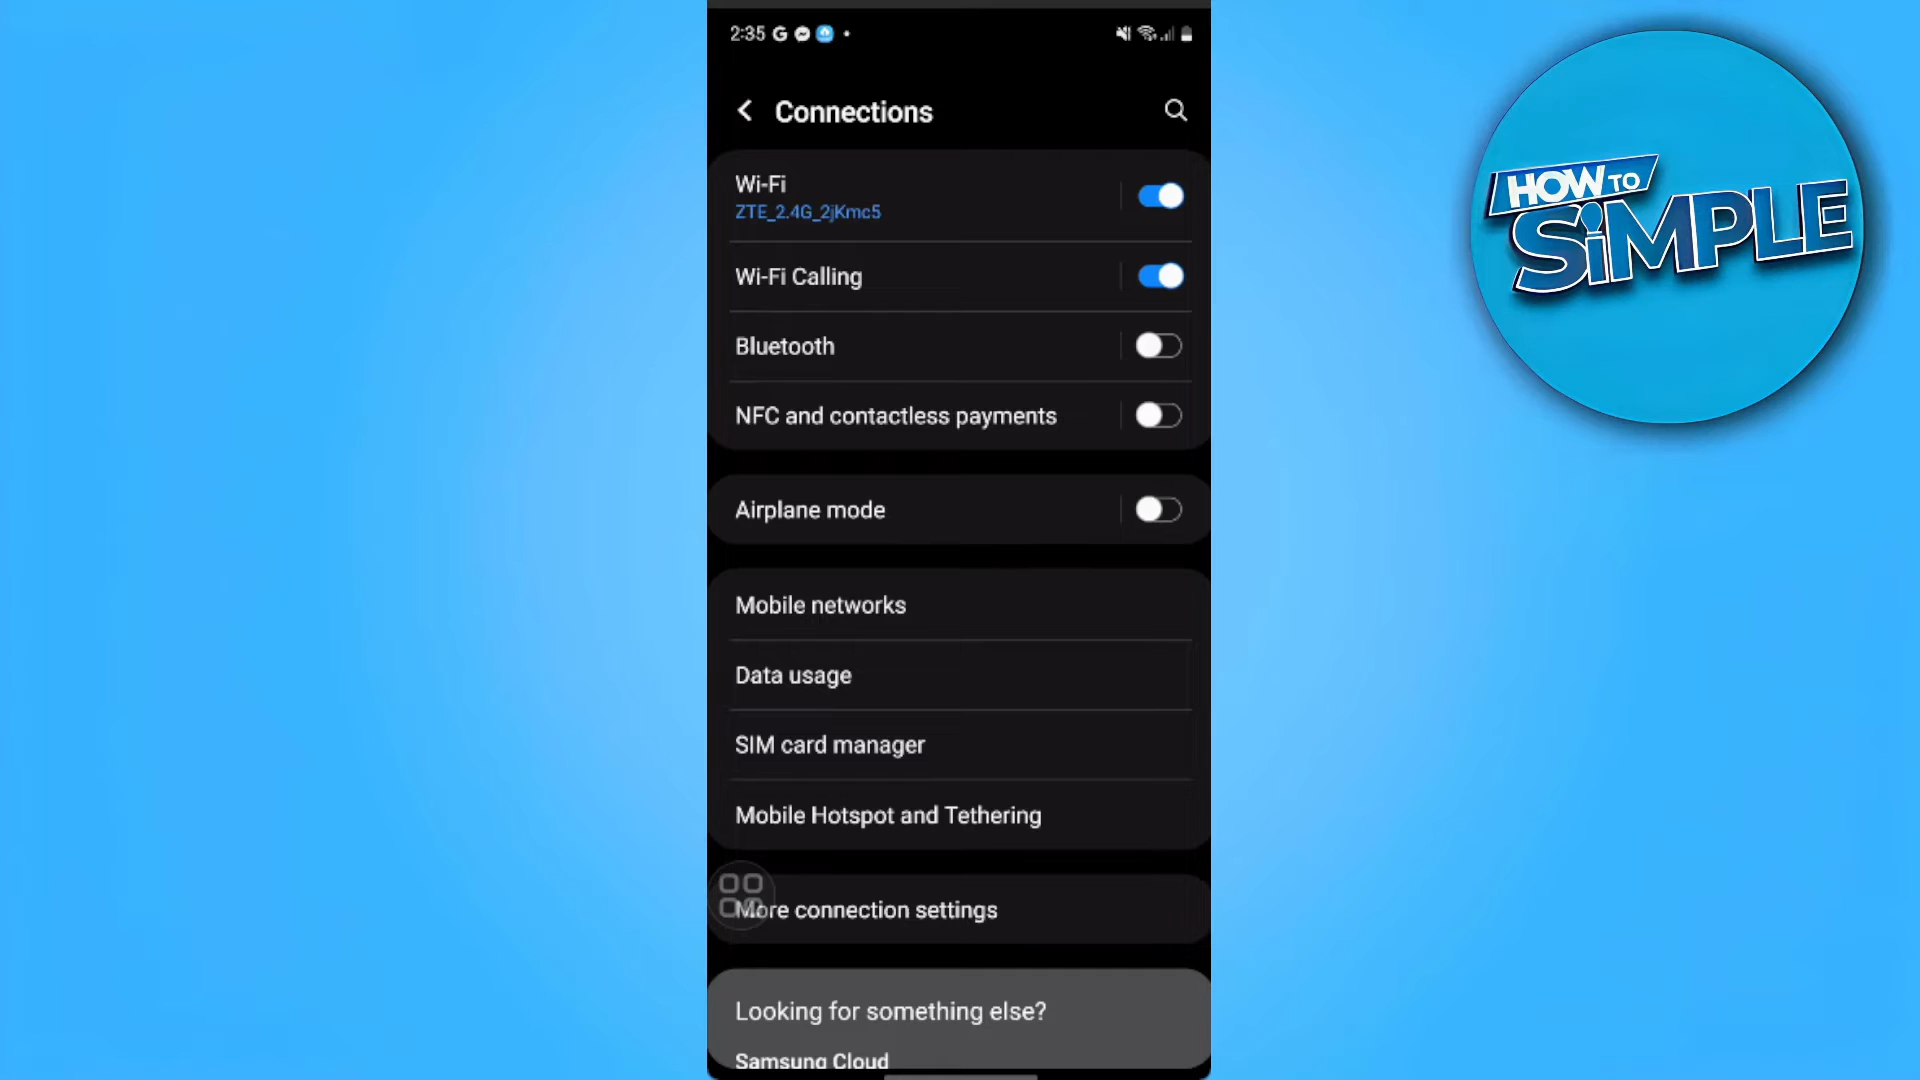 2:35
Connections
Wi-Fi
ZTE_2.4G_2jKmc5
Wi-Fi Calling
Bluetooth
NFC and contactless payments
Airplane mode
Mobile networks
Data usage
SIM card manager
Mobile Hotspot and Tethering
More connection settings
Looking for something else?
Samsung Cloud
HOW TO
SiMPLE